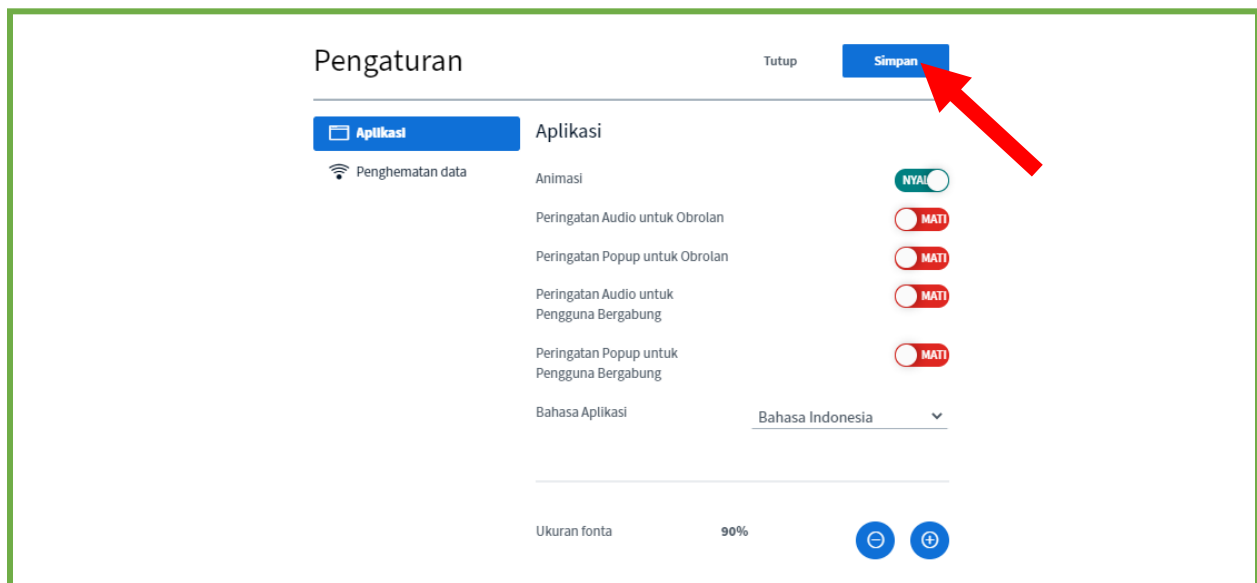 Pengaturan
Tutup
Simpan
Aplikasi
Penghematan data
Aplikasi
Animasi
NYAL
Peringatan Audio untuk Obrolan
MATI
Peringatan Popup untuk Obrolan
MATI
Peringatan Audio untuk
Pengguna Bergabung
MATI
Peringatan Popup untuk
Pengguna Bergabung
MATI
Bahasa Aplikasi
Bahasa Indonesia
Ukuran fonta
90%